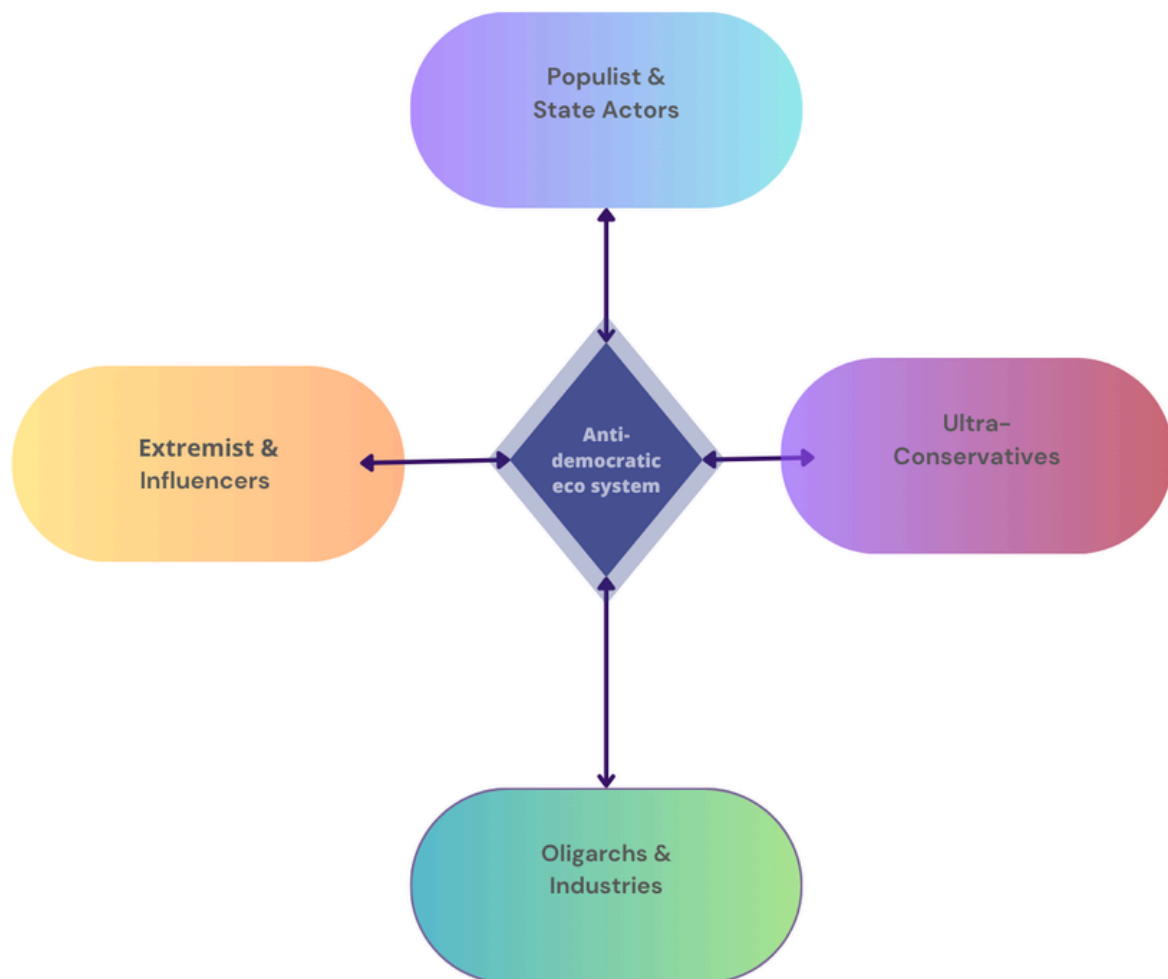 Populist &
State Actors
Extremist &
Influencers
Anti-
democratic
eco system
Ultra-
Conservatives
Oligarchs &
Industries